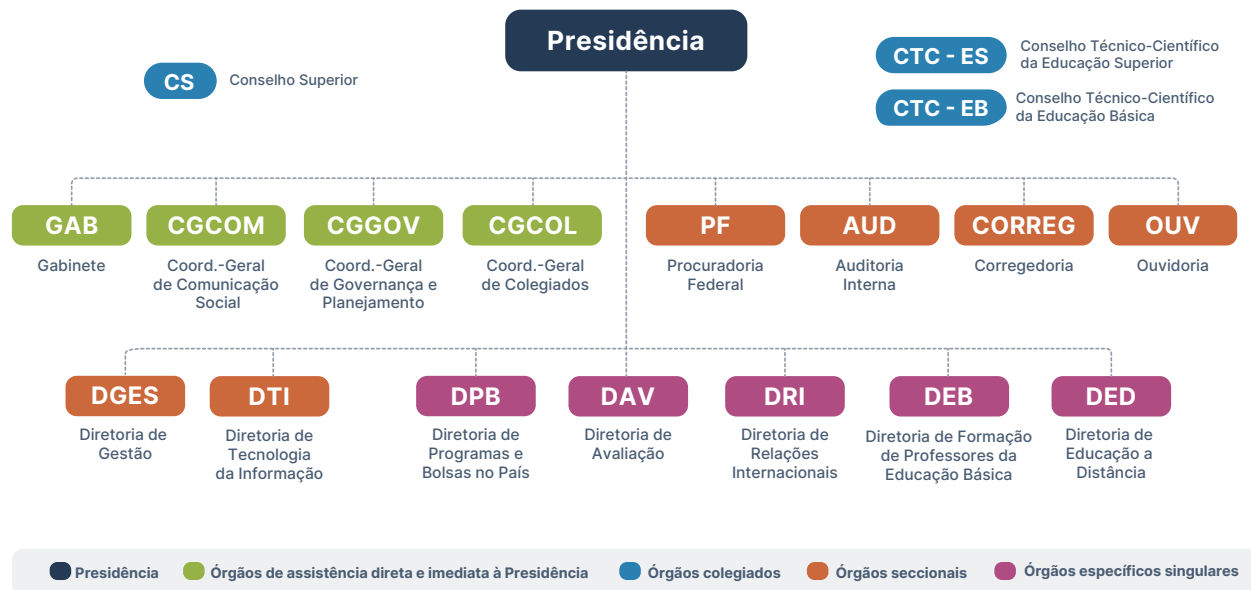 Presidência
CS
Conselho Superior
CTC - ES
Conselho Técnico-Científico
da Educação Superior
CTC - EB
Conselho Técnico-Científico
da Educação Básica
GAB
Gabinete
CGCOM
Coord.-Geral
de Comunicação
Social
CGGOV
Coord.-Geral
de Governança e
Planejamento
CGCOL
Coord.-Geral
de Colegiados
PF
Procuradoria
Federal
AUD
Auditoria
Interna
CORREG
Corregedoria
OUV
Ouvidoria
DGES
Diretoria de
Gestão
DTI
Diretoria de
Tecnologia
da Informação
DPB
Diretoria de
Programas e
Bolsas no País
DAV
Diretoria de
Avaliação
DRI
Diretoria de
Relações
Internacionais
DEB
Diretoria de Formação
de Professores da
Educação Básica
DED
Diretoria de
Educação a
Distância
Presidência
Órgãos de assistência direta e imediata à Presidência
Órgãos colegiados
Órgãos seccionais
Órgãos específicos singulares